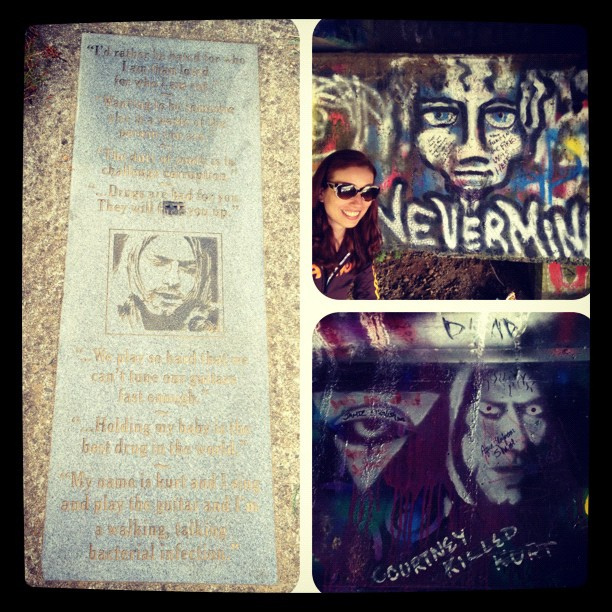 "I'd rather be hated for who
I am than loved
for who I am not."
"Wanting to be someone
else is a waste of the
person you are."
"The duty of youth is to
challenge corruption."
"...Drugs are bad for you.
They will you up."
"...We play so hard that we
can't tune our guitars
fast enough."
"...Holding my baby is the
best drug in the world."
"My name is kurt and I sing
and play the guitar and I'm
a walking, talking
bacterial infection."
NEVERMIN
COURTNEY
KILLED
KURT